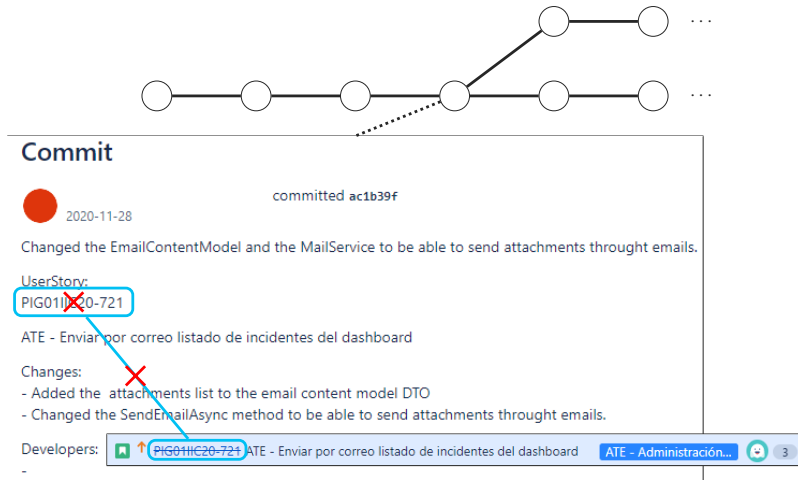 ...
...
Commit
committed ac1b39f
2020-11-28
Changed the EmailContentModel and the MailService to be able to send attachments throught emails.
UserStory:
PIG01IIC20-721
ATE - Enviar por correo listado de incidentes del dashboard
Changes:
- Added the attachments list to the email content model DTO
- Changed the SendEmailAsync method to be able to send attachments throught emails.
Developers:
PIG01IIC20-721 ATE - Enviar por correo listado de incidentes del dashboard ATE - Administración... 3
-